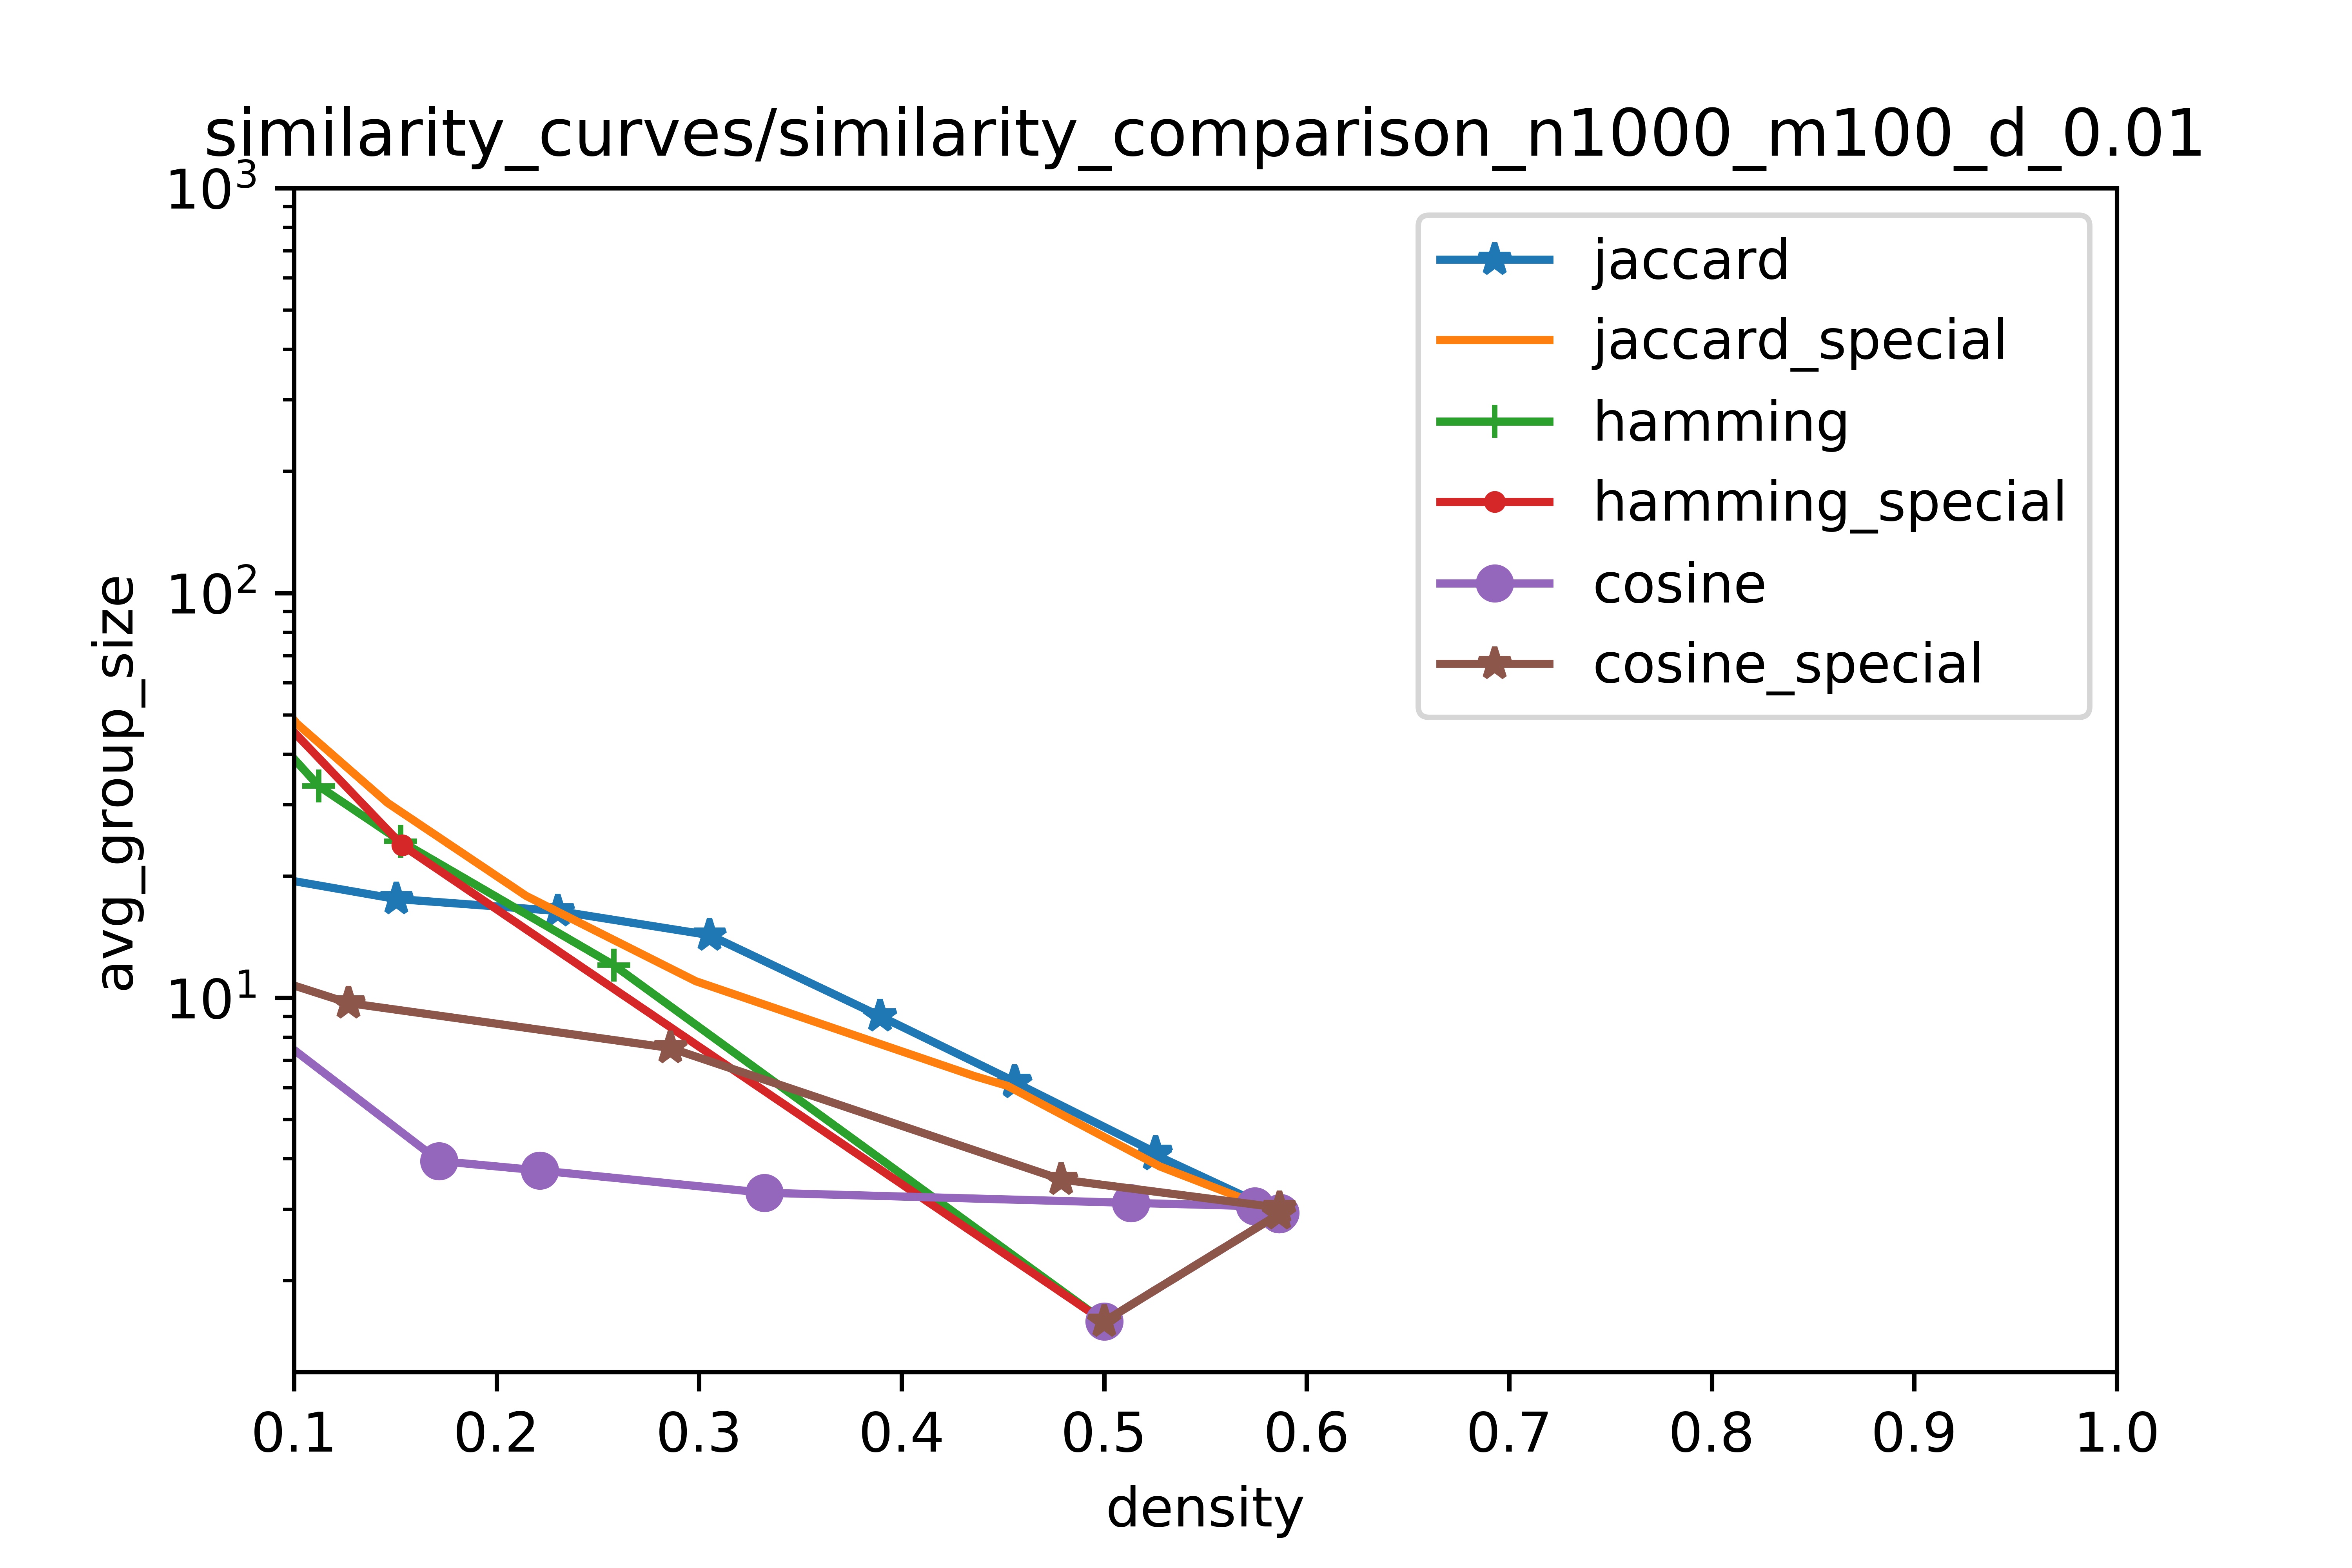 similarity_curves/similarity_comparison_n1000_m100_d_0.01
10³
10²
10¹
avg_group_size
jaccard
jaccard_special
hamming
hamming_special
cosine
cosine_special
0.1 0.2 0.3 0.4 0.5 0.6 0.7 0.8 0.9 1.0
density